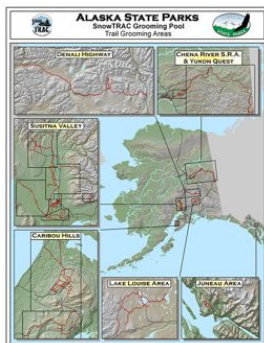 ALASKA STATE PARKS
SnowTRAC Grooming Pool
Trail Grooming Areas
TRAC
DENALI HIGHWAY
CHENA RIVER S.R.A.
& YUKON QUEST
SUSITNA VALLEY
CARIBOU HILLS
LAKE LOUISE AREA
JUNEAU AREA